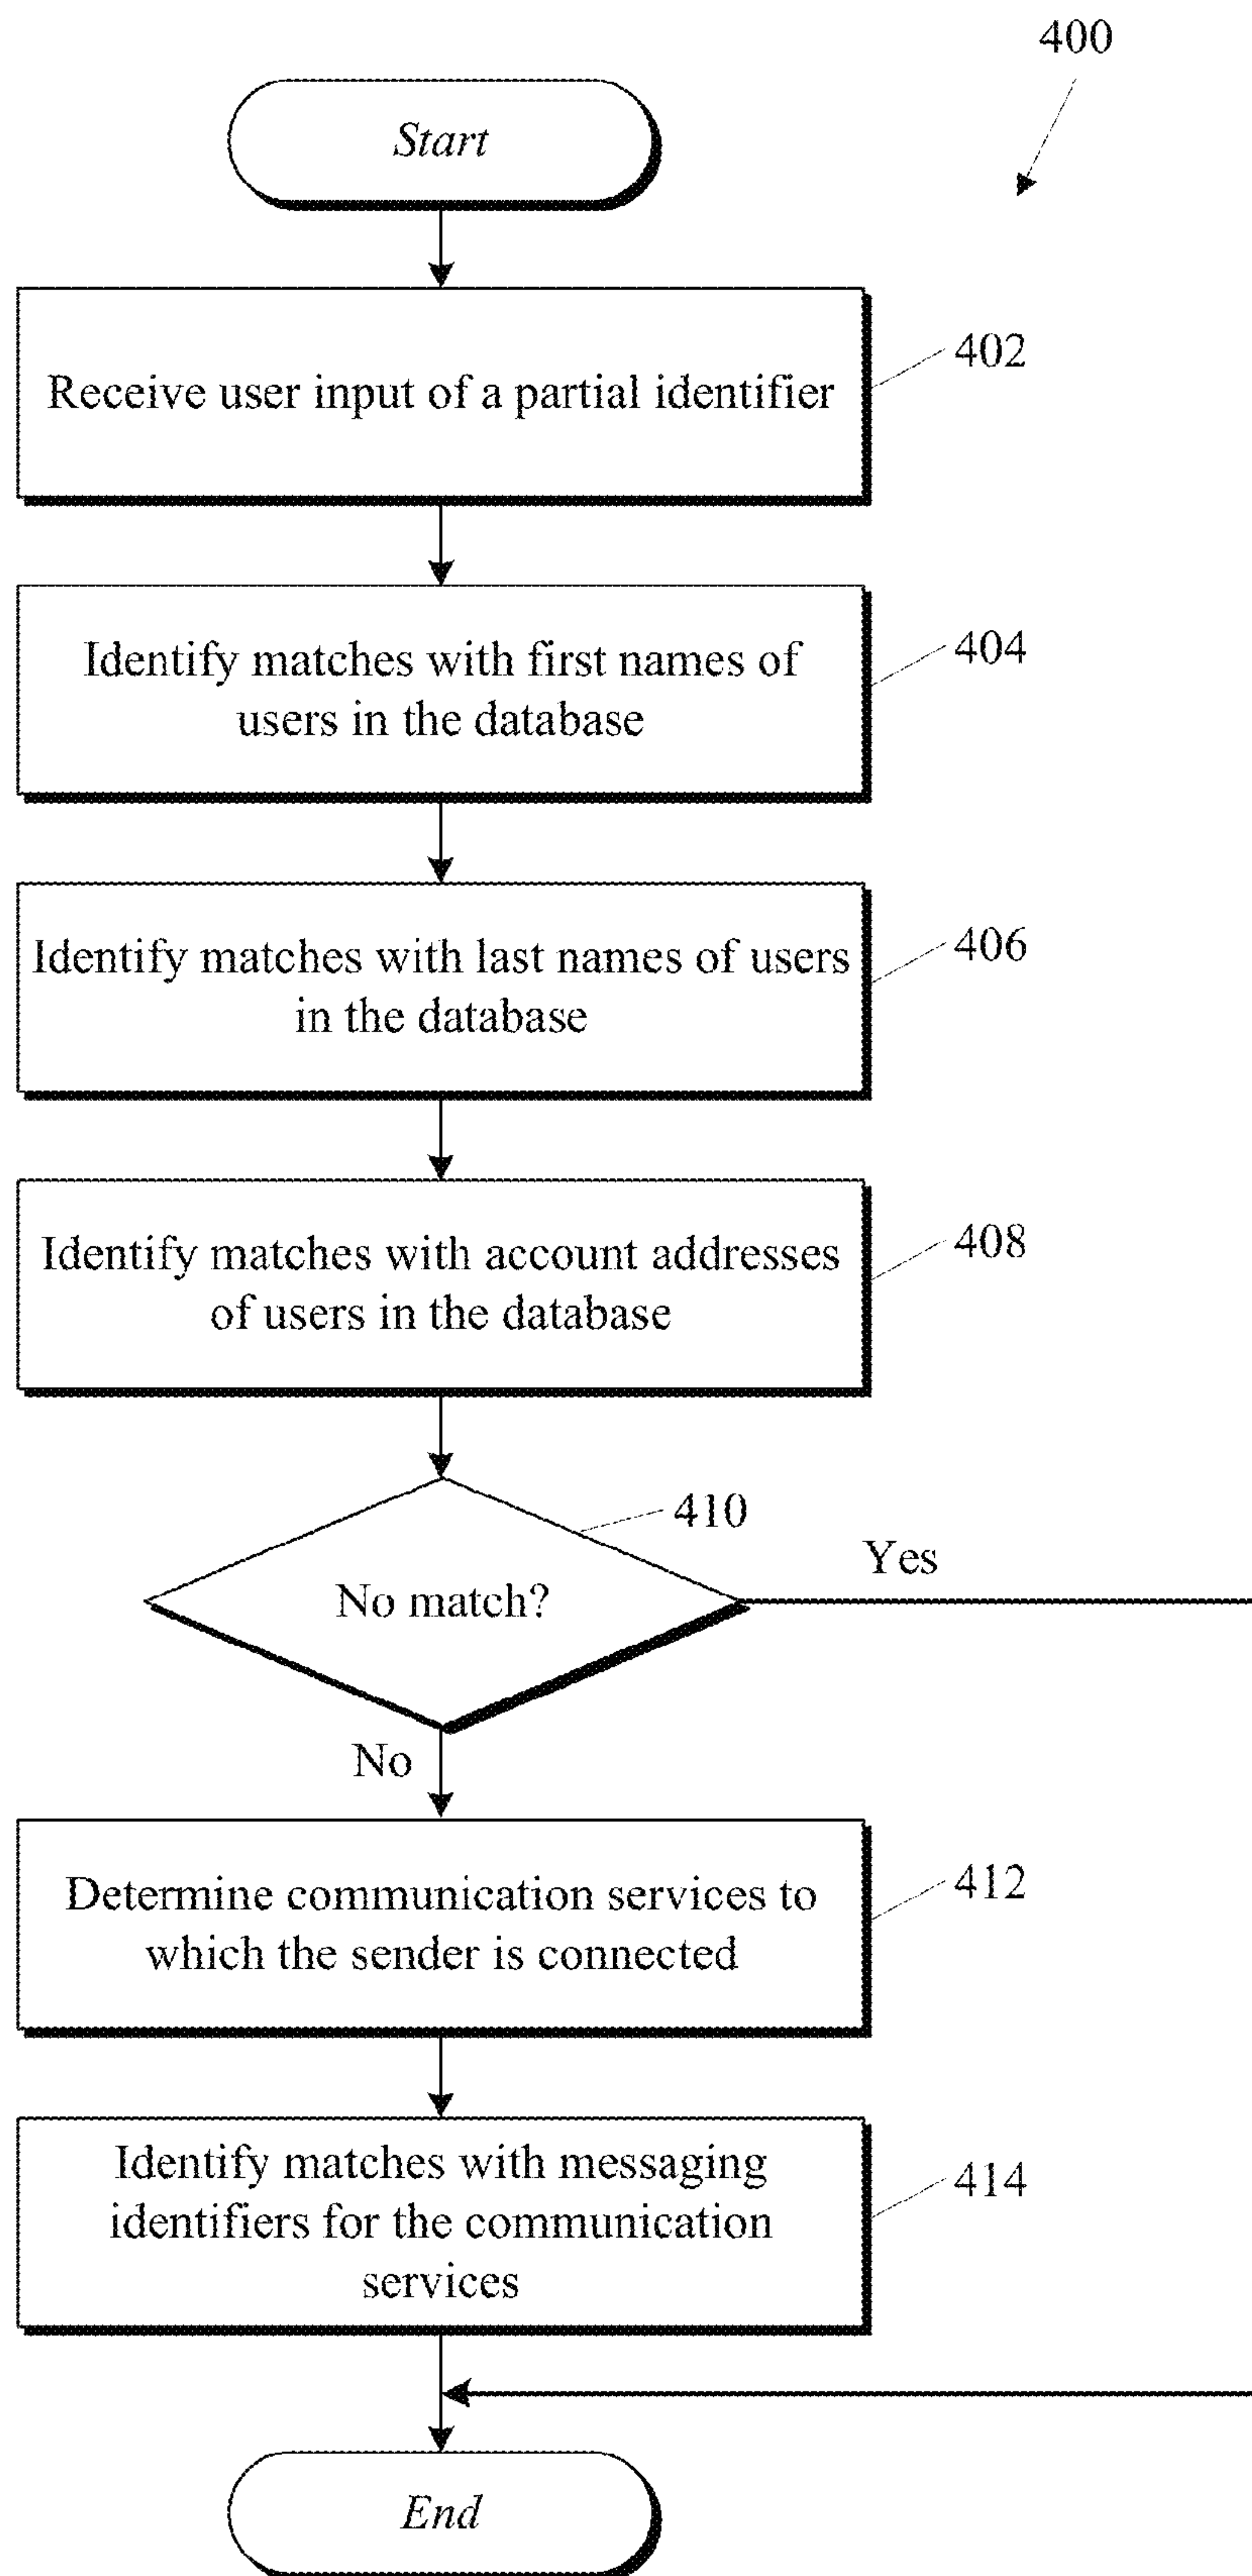 400
Start
Receive user input of a partial identifier
402
Identify matches with first names of
users in the database
404
Identify matches with last names of users
in the database
406
Identify matches with account addresses
of users in the database
408
410
No match?
Yes
No
Determine communication services to
which the sender is connected
412
Identify matches with messaging
identifiers for the communication
services
414
End